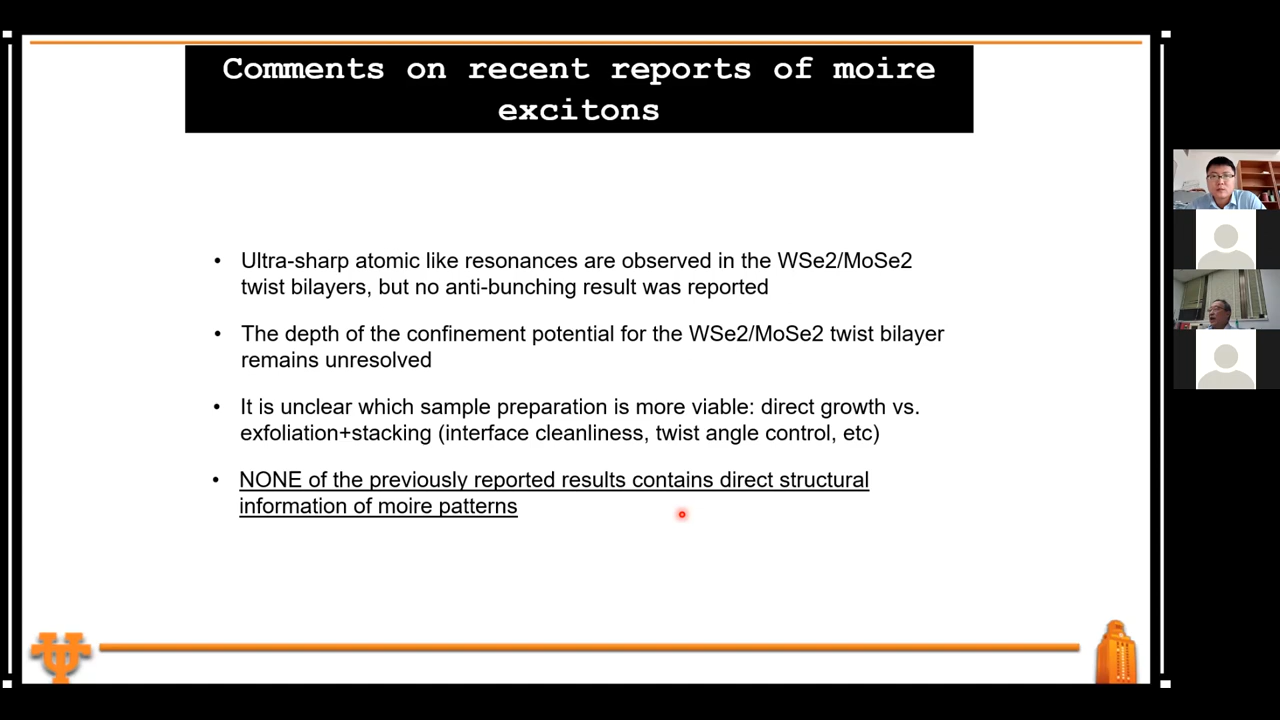 Comments on recent reports of moire
excitons
• Ultra-sharp atomic like resonances are observed in the WSe2/MoSe2
twist bilayers, but no anti-bunching result was reported
• The depth of the confinement potential for the WSe2/MoSe2 twist bilayer
remains unresolved
• It is unclear which sample preparation is more viable: direct growth vs.
exfoliation+stacking (interface cleanliness, twist angle control, etc)
• NONE of the previously reported results contains direct structural
information of moire patterns